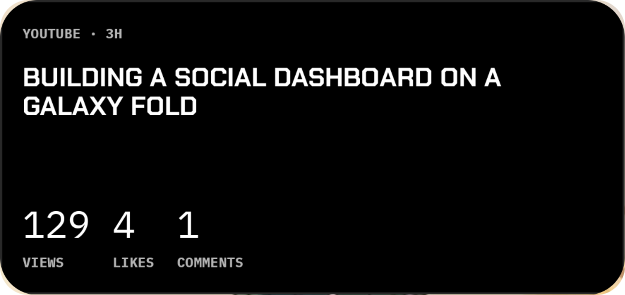 YOUTUBE · 3H
BUILDING A SOCIAL DASHBOARD ON A
GALAXY FOLD
129 4 1
VIEWS LIKES COMMENTS